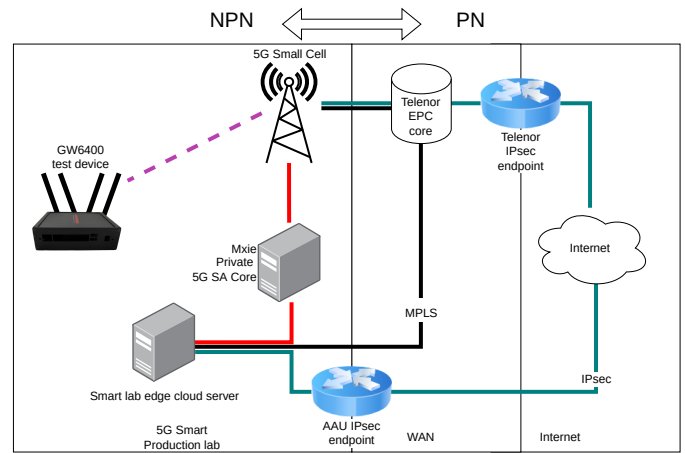 NPN
PN
5G Small Cell
Telenor
EPC
core
Telenor
IPsec
endpoint
GW6400
test device
Internet
Mxie
Private
5G SA Core
MPLS
IPsec
Smart lab edge cloud server
AAU IPsec
endpoint
5G Smart
Production lab
WAN
Internet